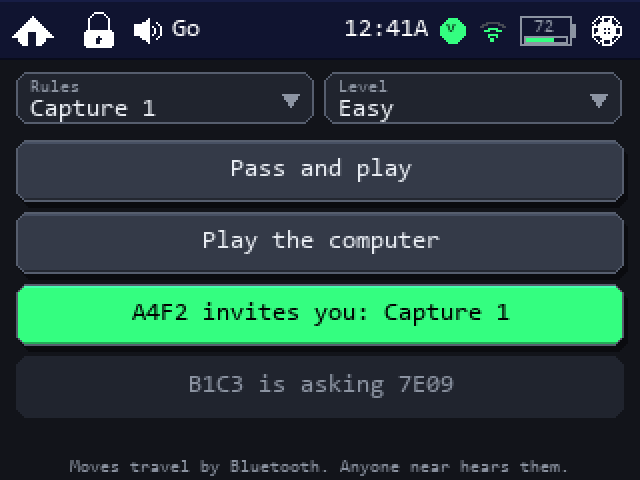 Go
12:41A
72
Rules
Capture 1
Level
Easy
Pass and play
Play the computer
A4F2 invites you: Capture 1
B1C3 is asking 7E09
Moves travel by Bluetooth. Anyone near hears them.